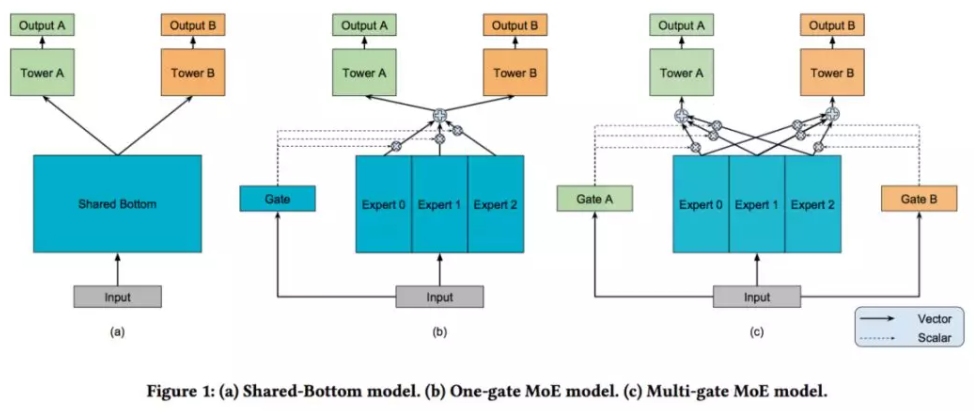 Output A
Output B
Tower A
Tower B
Shared Bottom
Input
(a)
Output A
Output B
Tower A
Tower B
Gate
Expert 0
Expert 1
Expert 2
Input
(b)
Output A
Output B
Tower A
Tower B
Gate A
Expert 0
Expert 1
Expert 2
Gate B
Input
(c)
Vector
Scalar
Figure 1: (a) Shared-Bottom model. (b) One-gate MoE model. (c) Multi-gate MoE model.